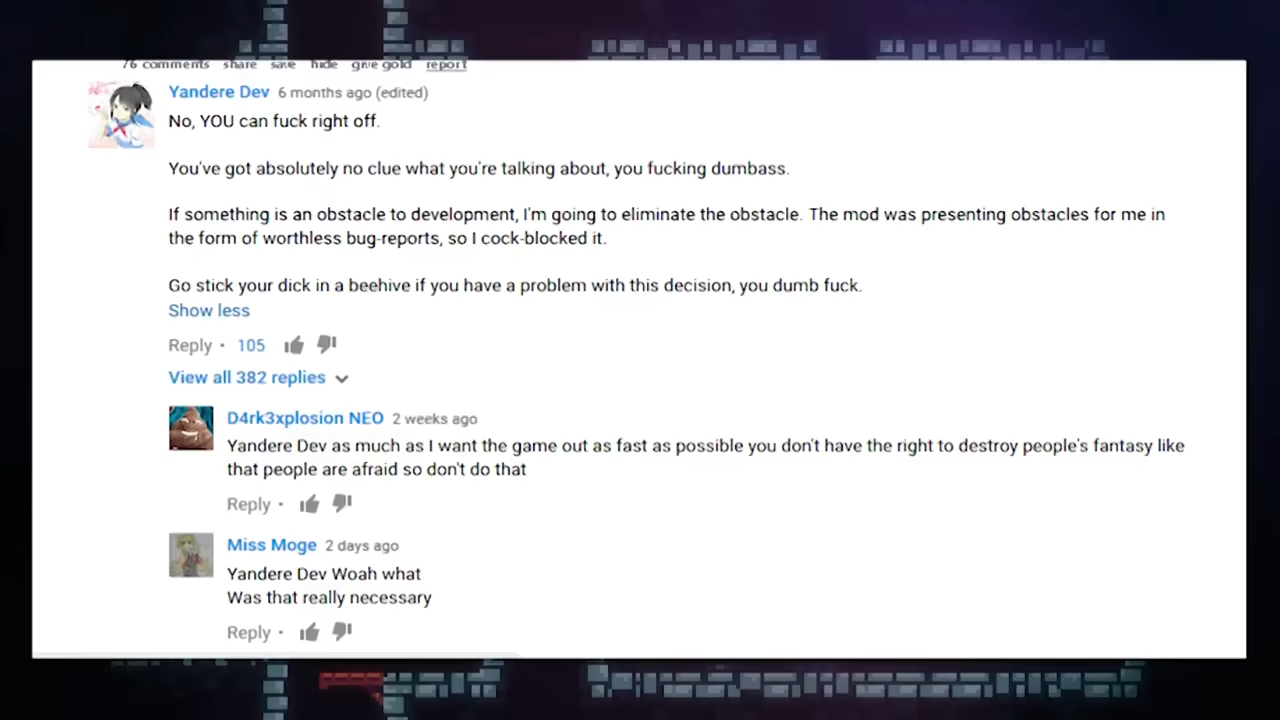 76 comments share save hide give gold report
Yandere Dev 6 months ago (edited)
No, YOU can fuck right off.
You've got absolutely no clue what you're talking about, you fucking dumbass.
If something is an obstacle to development, I'm going to eliminate the obstacle. The mod was presenting obstacles for me in
the form of worthless bug-reports, so I cock-blocked it.
Go stick your dick in a beehive if you have a problem with this decision, you dumb fuck.
Show less
Reply • 105
View all 382 replies
D4rk3xplosion NEO 2 weeks ago
Yandere Dev as much as I want the game out as fast as possible you don't have the right to destroy people's fantasy like
that people are afraid so don't do that
Reply •
Miss Moge 2 days ago
Yandere Dev Woah what
Was that really necessary
Reply •